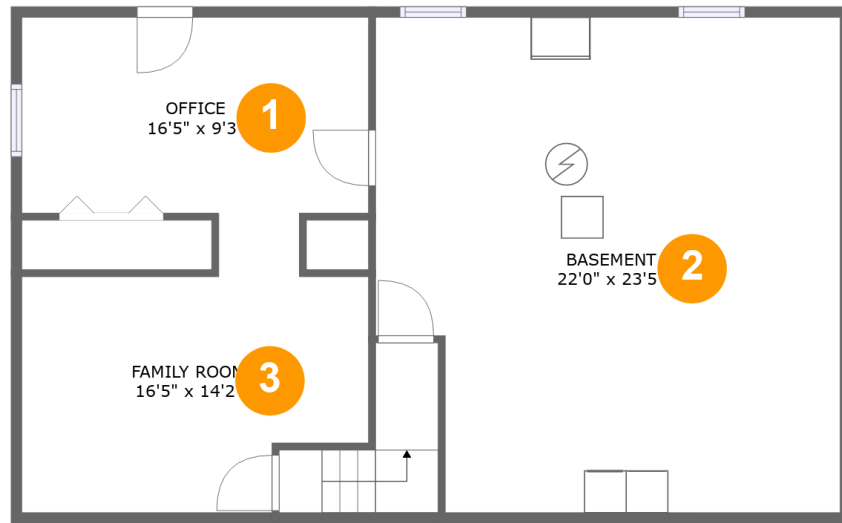 OFFICE
16'5" x 9'3
1
BASEMENT
22'0" x 23'5
2
FAMILY ROOM
16'5" x 14'2
3